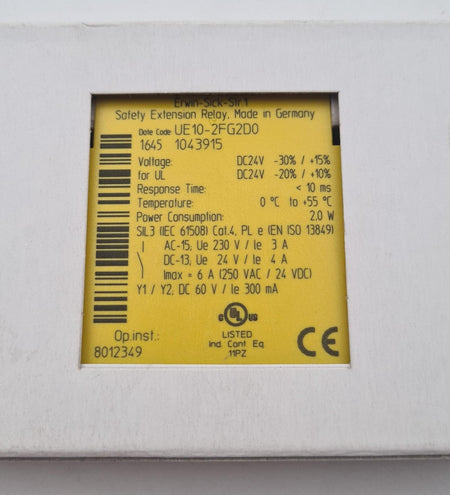 Erwin-Sick-Str.1
Safety Extension Relay, Made in Germany
Date Code UE10-2FG2D0
1645 1043915
Voltage: DC24V -30% / +15%
for UL DC24V -20% / +10%
Response Time: < 10 ms
Temperature: 0 °C to +55 °C
Power Consumption: 2.0 W
SIL3 (IEC 61508) Cat.4, PL e (EN ISO 13849)
AC-15, Ue 230 V / Ie 3 A
DC-13, Ue 24 V / Ie 4 A
Imax = 6 A (250 VAC / 24 VDC)
Y1 / Y2, DC 60 V / Ie 300 mA
C UL US
LISTED
Ind. Cont. Eq.
11PZ
CE
Op.inst.:
8012349